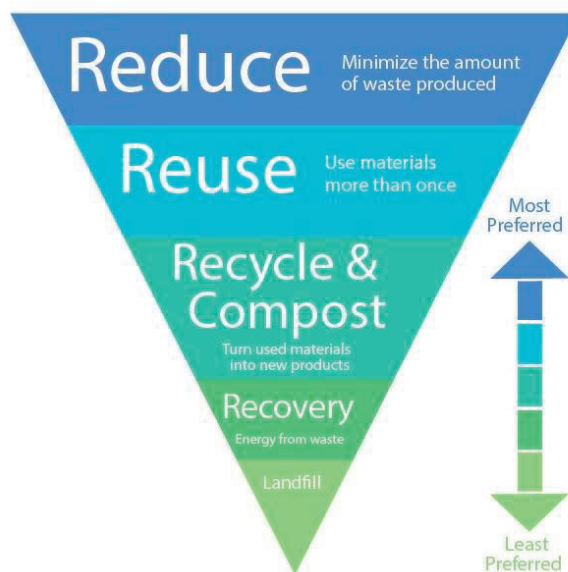 Reduce
Minimize the amount
of waste produced
Reuse
Use materials
more than once
Recycle &
Compost
Turn used materials
into new products
Recovery
Energy from waste
Landfill
Most
Preferred
Least
Preferred